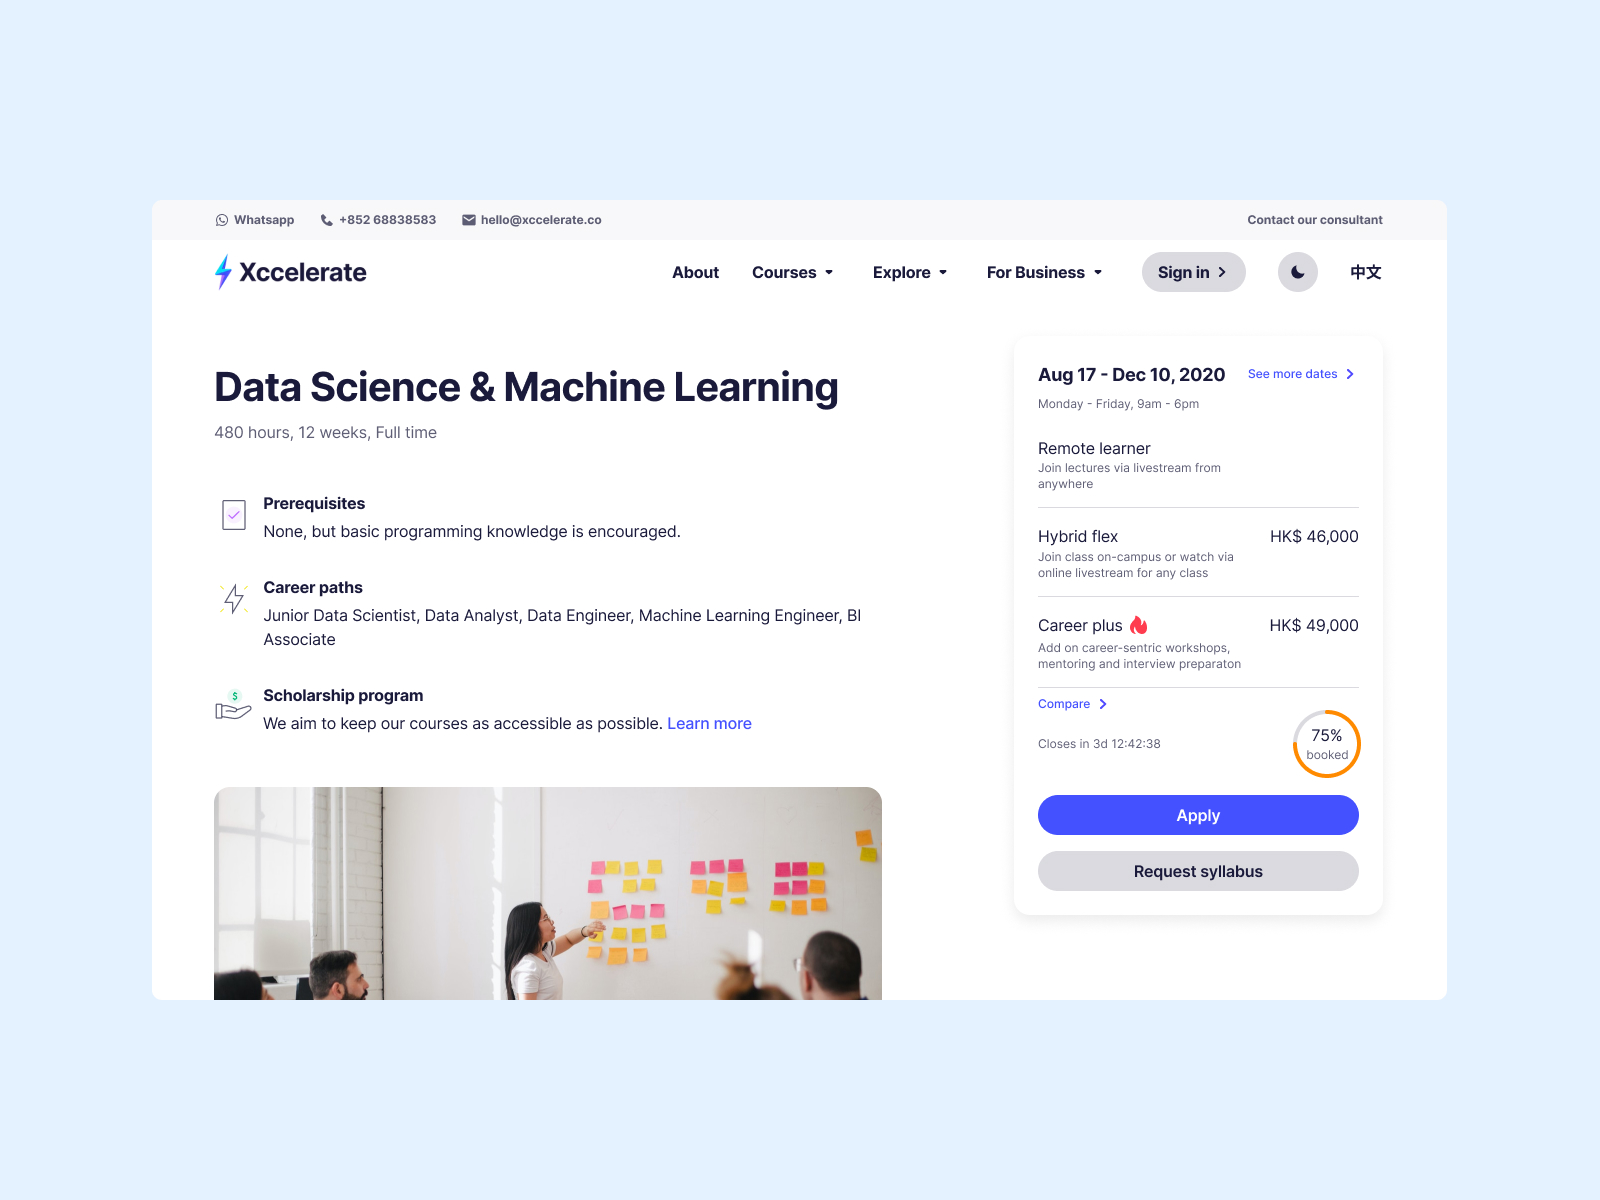 Whatsapp
+852 68838583
hello@xccelerate.co
Contact our consultant
Xccelerate
About
Courses
Explore
For Business
Sign in
中文
Data Science & Machine Learning
480 hours, 12 weeks, Full time
Prerequisites
None, but basic programming knowledge is encouraged.
Career paths
Junior Data Scientist, Data Analyst, Data Engineer, Machine Learning Engineer, BI
Associate
$
Scholarship program
We aim to keep our courses as accessible as possible. Learn more
Aug 17 - Dec 10, 2020
See more dates
Monday - Friday, 9am - 6pm
Remote learner
Join lectures via livestream from
anywhere
Hybrid flex
HK$ 46,000
Join class on-campus or watch via
online livestream for any class
Career plus
HK$ 49,000
Add on career-sentric workshops,
mentoring and interview preparaton
Compare
Closes in 3d 12:42:38
75%
booked
Apply
Request syllabus